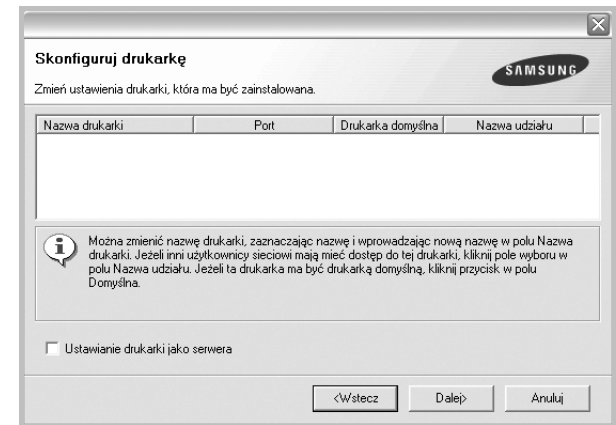 Skonfiguruj drukarkę
SAMSUNG
Zmień ustawienia drukarki, która ma być zainstalowana.
Nazwa drukarki Port Drukarka domyślna Nazwa udziału
Można zmienić nazwę drukarki, zaznaczając nazwę i wprowadzając nową nazwę w polu Nazwa
drukarki. Jeżeli inni użytkownicy sieciowi mają mieć dostęp do tej drukarki, kliknij pole wyboru w
polu Nazwa udziału. Jeżeli ta drukarka ma być drukarką domyślną, kliknij przycisk w polu
Domyślna.
Ustawianie drukarki jako serwera
<Wstecz Dalej> Anuluj